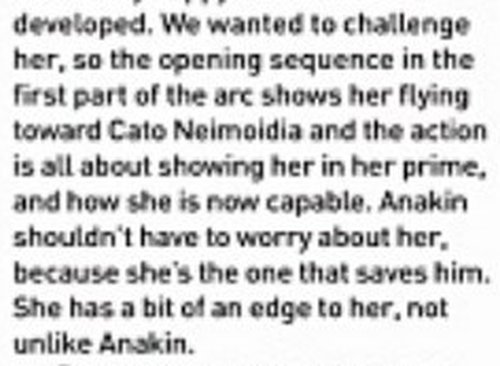 developed. We wanted to challenge
her, so the opening sequence in the
first part of the arc shows her flying
toward Cato Neimoidia and the action
is all about showing her in her prime,
and how she is now capable. Anakin
shouldn't have to worry about her,
because she's the one that saves him.
She has a bit of an edge to her, not
unlike Anakin.